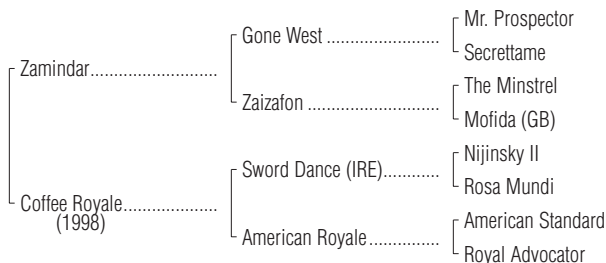 Mr. Prospector
Gone West ........................
Secrettame
Zamindar...........................
The Minstrel
Zaizafon ............................
Mofida (GB)
Nijinsky II
Sword Dance (IRE)............
Rosa Mundi
Coffee Royale....................
(1998)
American Standard
American Royale...............
Royal Advocator